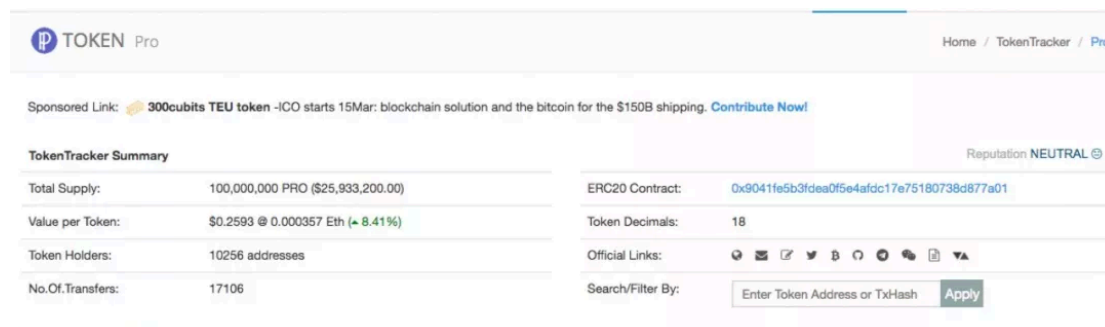 TOKEN Pro
Home / TokenTracker / Pro
Sponsored Link: 300cubits TEU token -ICO starts 15Mar: blockchain solution and the bitcoin for the $150B shipping. Contribute Now!
TokenTracker Summary
Reputation NEUTRAL
Total Supply: 100,000,000 PRO ($25,933,200.00)
ERC20 Contract: 0x9041fe5b3fdea0f5e4afdc17e75180738d877a01
Value per Token: $0.2593 @ 0.000357 Eth (8.41%)
Token Decimals: 18
Token Holders: 10256 addresses
Official Links:
No.Of.Transfers: 17106
Search/Filter By: Enter Token Address or TxHash Apply